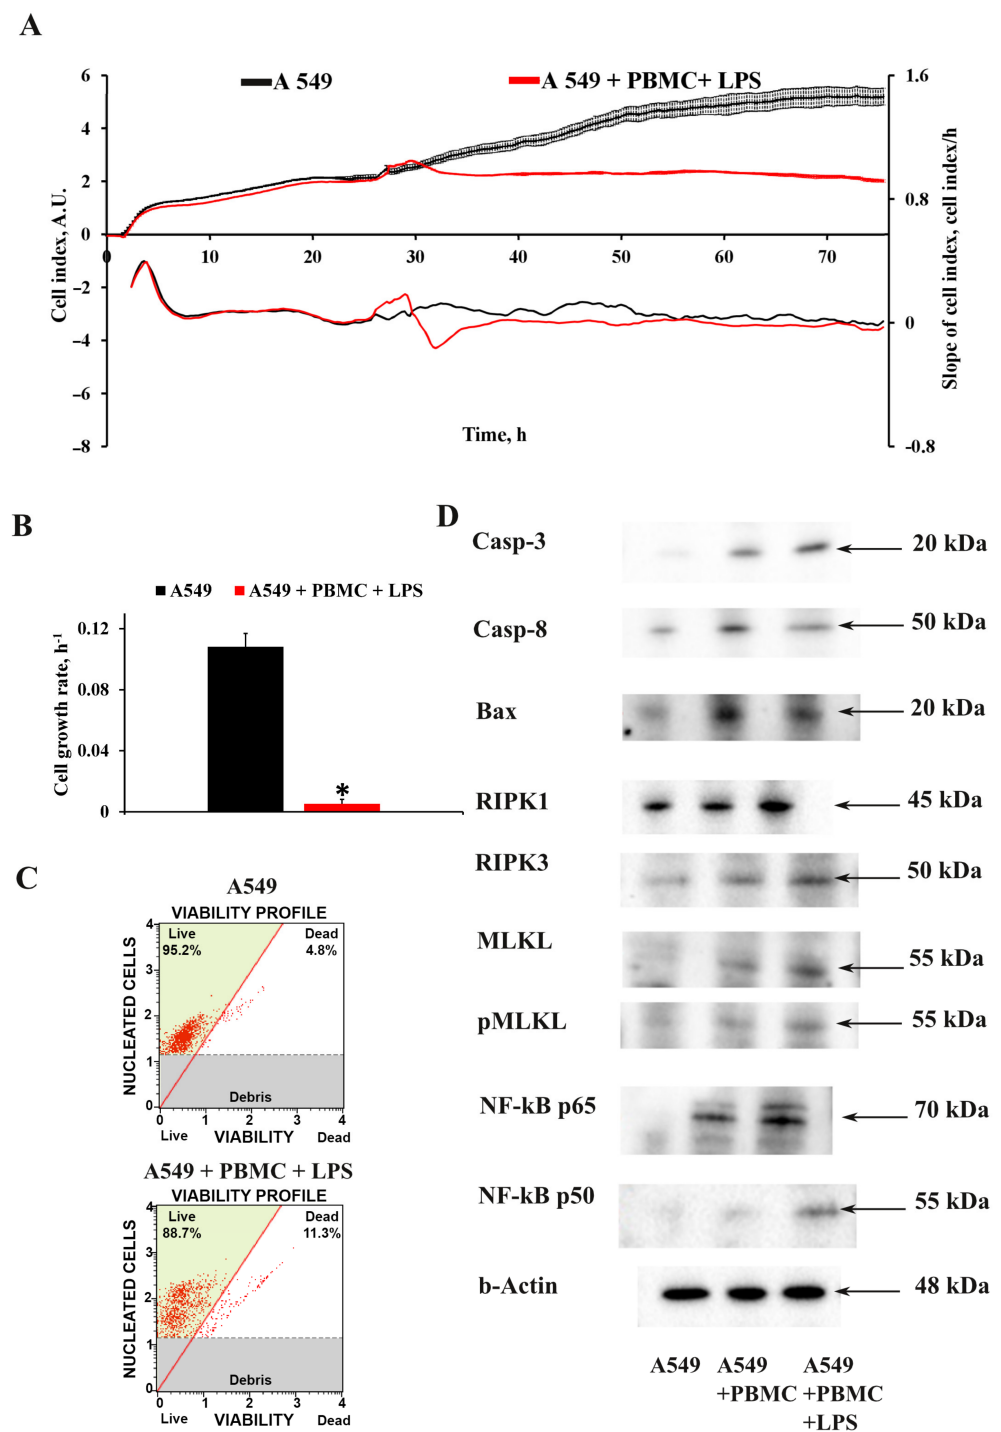 A
A 549
A 549 + PBMC+ LPS
6
4
2
0
–2
–4
–6
–8
Cell index, A.U.
0
10
20
30
40
50
60
70
Time, h
1.6
0.8
0
-0.8
Slope of cell index, cell index/h
B
A549
A549 + PBMC + LPS
0.12
0.08
0.04
0
Cell growth rate, h-1
*
C
A549
VIABILITY PROFILE
Live
95.2%
Dead
4.8%
4
3
2
1
0
NUCLEATED CELLS
Debris
0
1
2
3
4
Live
VIABILITY
Dead
A549 + PBMC + LPS
VIABILITY PROFILE
Live
88.7%
Dead
11.3%
4
3
2
1
0
NUCLEATED CELLS
Debris
0
1
2
3
4
Live
VIABILITY
Dead
D
Casp-3
20 kDa
Casp-8
50 kDa
Bax
20 kDa
RIPK1
45 kDa
RIPK3
50 kDa
MLKL
55 kDa
pMLKL
55 kDa
NF-kB p65
70 kDa
NF-kB p50
55 kDa
b-Actin
48 kDa
A549
A549
+PBMC
A549
+PBMC
+LPS